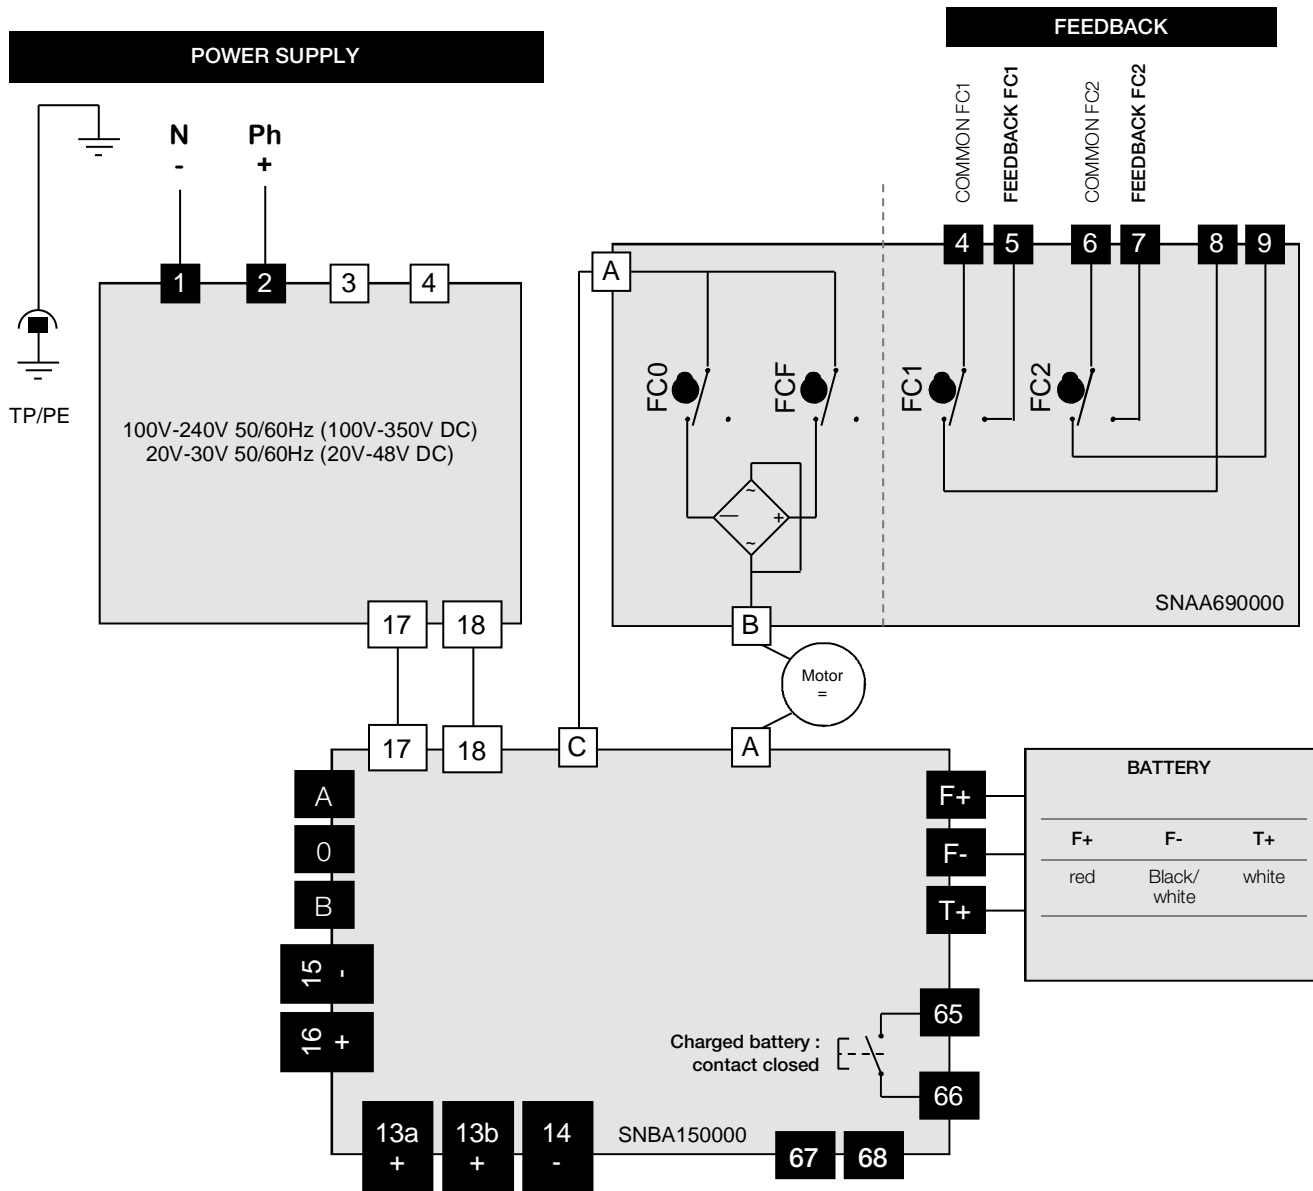 FEEDBACK
POWER SUPPLY
COMMON FC1
FEEDBACK FC1
COMMON FC2
FEEDBACK FC2
N
-
Ph
+
1
2
3
4
4
5
6
7
8
9
A
TP/PE
100V-240V 50/60Hz (100V-350V DC)
20V-30V 50/60Hz (20V-48V DC)
FC0
FCF
FC1
FC2
~
—
+
~
SNAA690000
17
18
B
Motor
=
17
18
C
A
A
0
B
15 -
16 +
F+
F-
T+
BATTERY
F+ F- T+
red Black/ white
white
Charged battery :
contact closed
65
66
13a
+
13b
+
14
-
SNBA150000
67
68